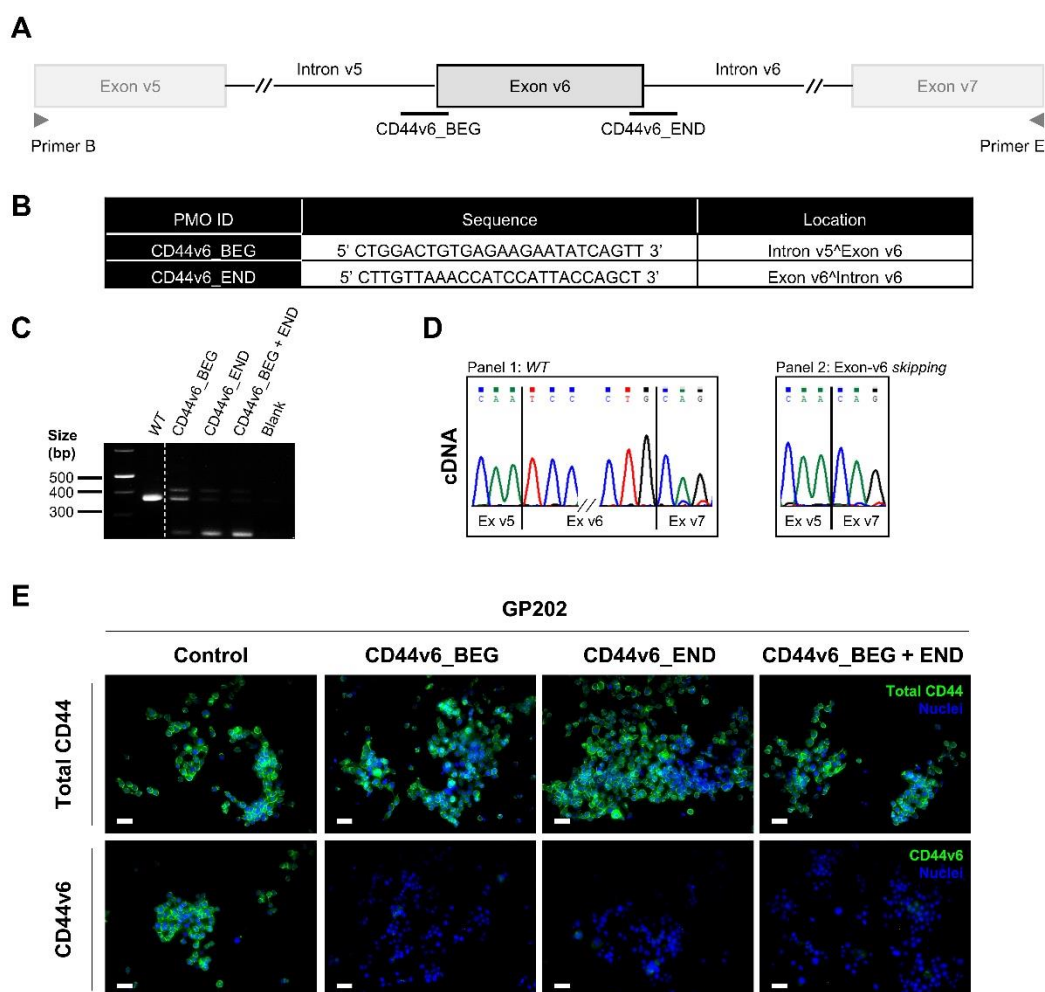 A
Exon v5
Intron v5
Exon v6
Intron v6
Exon v7
CD44v6_BEG
CD44v6_END
Primer B
Primer E
B
PMO ID
Sequence
Location
CD44v6_BEG
5' CTGGACTGTGAGAAGAATATCAGTT 3'
Intron v5^Exon v6
CD44v6_END
5' CTTGTTAAACCATCCATTACCAGCT 3'
Exon v6^Intron v6
C
Size
(bp)
WT
CD44v6_BEG
CD44v6_END
CD44v6_BEG + END
Blank
500
400
300
D
Panel 1: WT
C A A T C C C T G C A G
cDNA
Ex v5
Ex v6
Ex v7
Panel 2: Exon-v6 skipping
C A A C A G
Ex v5
Ex v7
E
GP202
Control
CD44v6_BEG
CD44v6_END
CD44v6_BEG + END
Total CD44
Total CD44
Nuclei
CD44v6
CD44v6
Nuclei